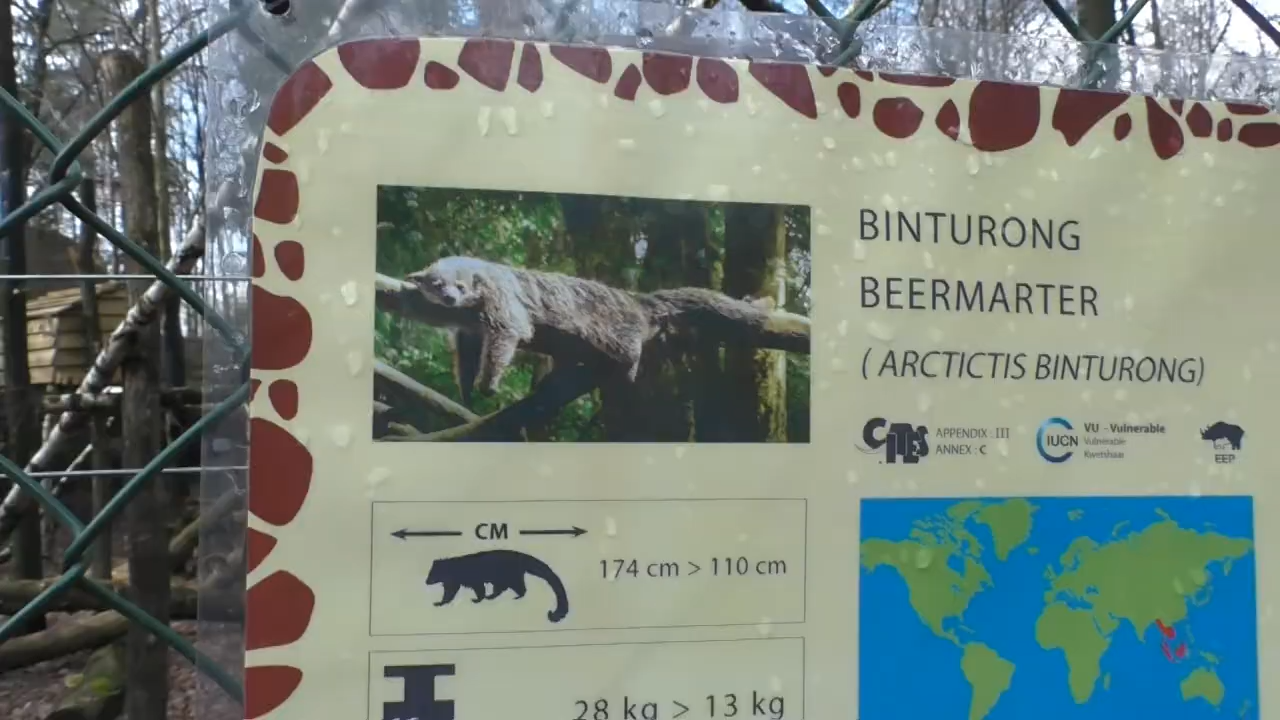 BINTURONG
BEERMARTER
( ARCTICTIS BINTURONG)
CITES
APPENDIX : III
ANNEX : C
IUCN
VU - Vulnerable
Vulnerable
Kwetsbaar
EEP
CM
174 cm > 110 cm
28 kg > 13 kg